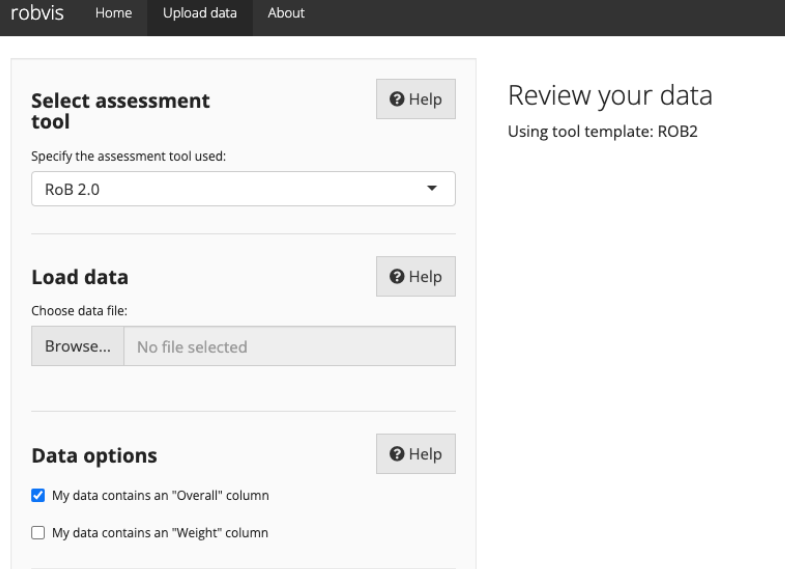 robvis Home Upload data About
Select assessment
tool
Help
Specify the assessment tool used:
RoB 2.0
Load data
Help
Choose data file:
Browse... No file selected
Data options
Help
My data contains an "Overall" column
My data contains an "Weight" column
Review your data
Using tool template: ROB2